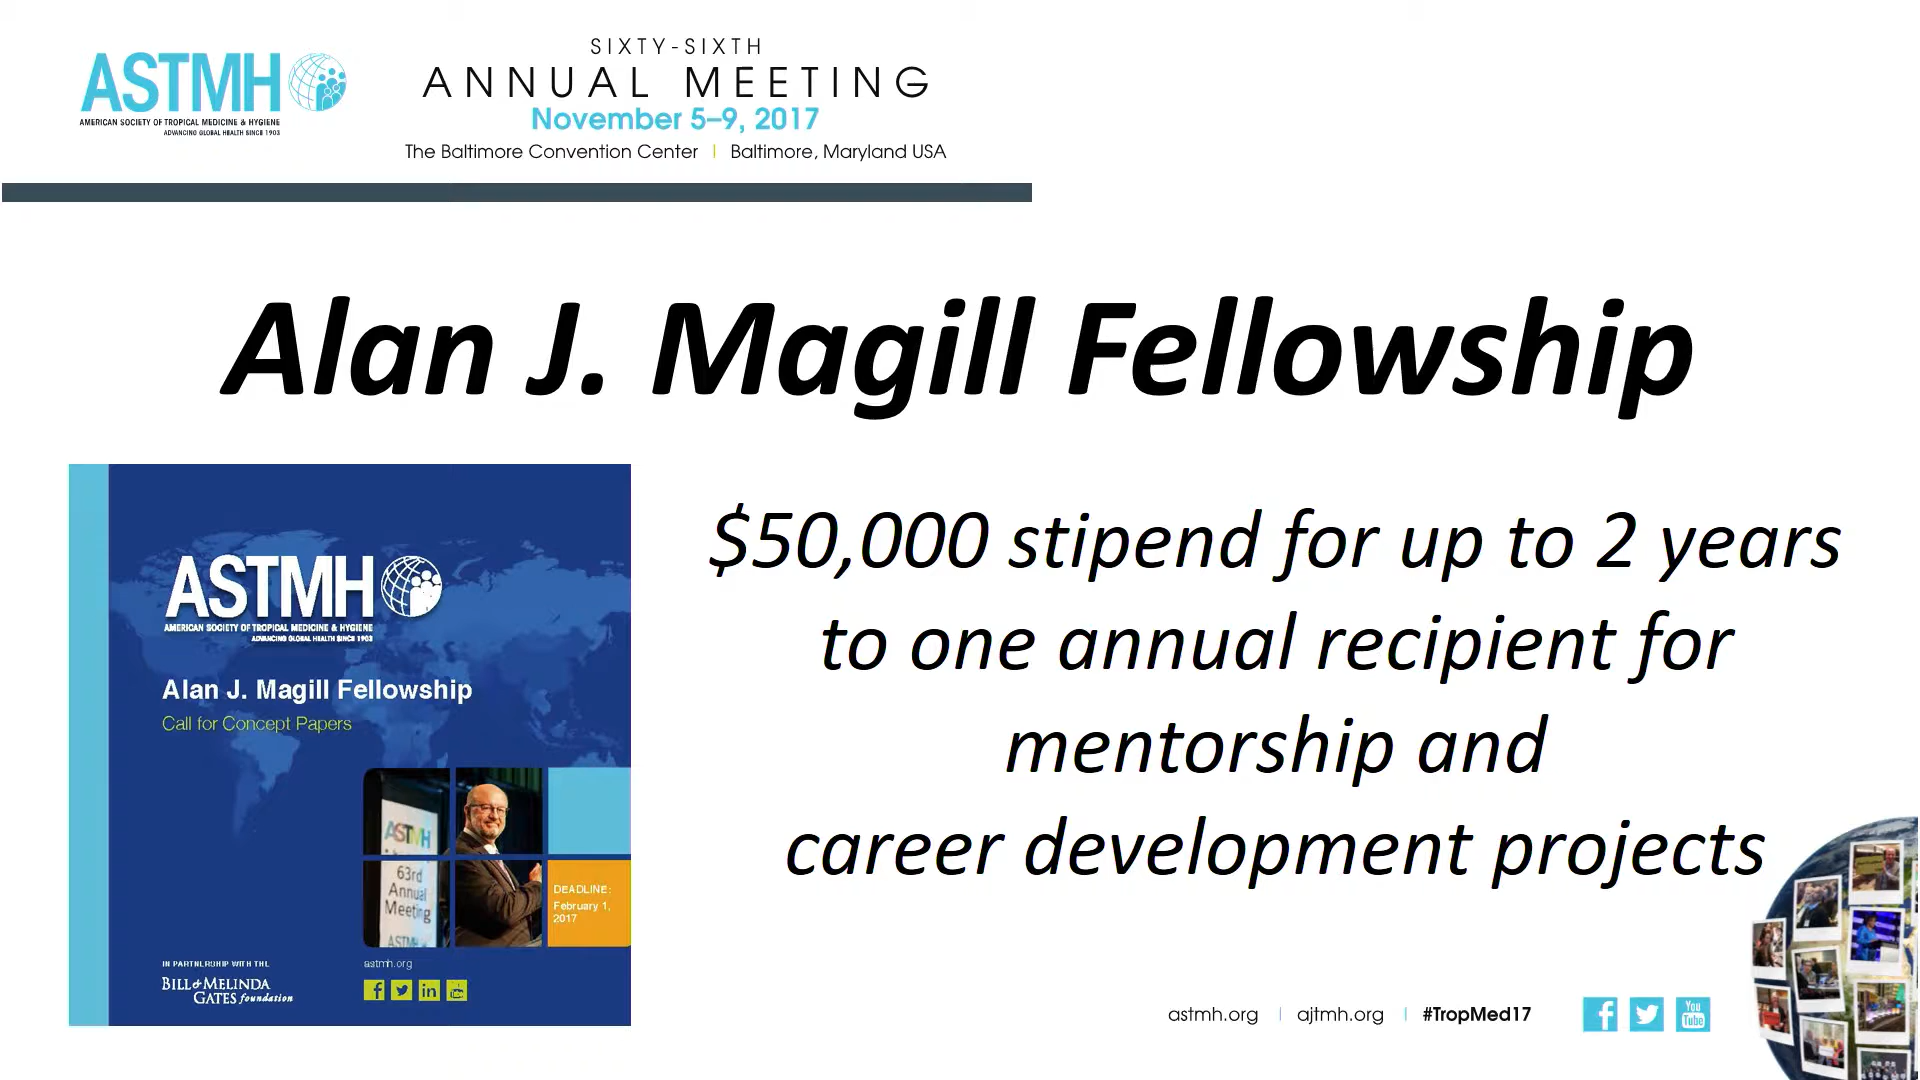 ASTMH
AMERICAN SOCIETY OF TROPICAL MEDICINE & HYGIENE
ADVANCING GLOBAL HEALTH SINCE 1903
SIXTY-SIXTH
ANNUAL MEETING
November 5–9, 2017
The Baltimore Convention Center | Baltimore, Maryland USA
Alan J. Magill Fellowship
ASTMH
AMERICAN SOCIETY OF TROPICAL MEDICINE & HYGIENE
ADVANCING GLOBAL HEALTH SINCE 1903
Alan J. Magill Fellowship
Call for Concept Papers
ASTMH
63rd
Annual
Meeting
ASTMH
DEADLINE:
February 1,
2017
IN PARTNERSHIP WITH THE
BILL & MELINDA
GATES foundation
astmh.org
$50,000 stipend for up to 2 years
to one annual recipient for
mentorship and
career development projects
astmh.org | ajtmh.org | #TropMed17
You
Tube